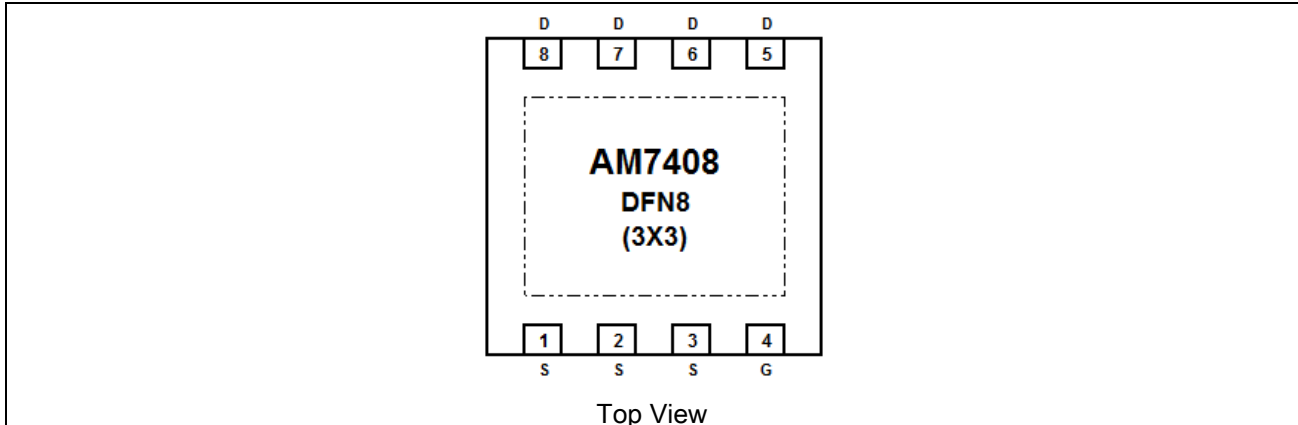 D D D D
8 7 6 5
AM7408
DFN8
(3X3)
1 2 3 4
S S S G
Top View